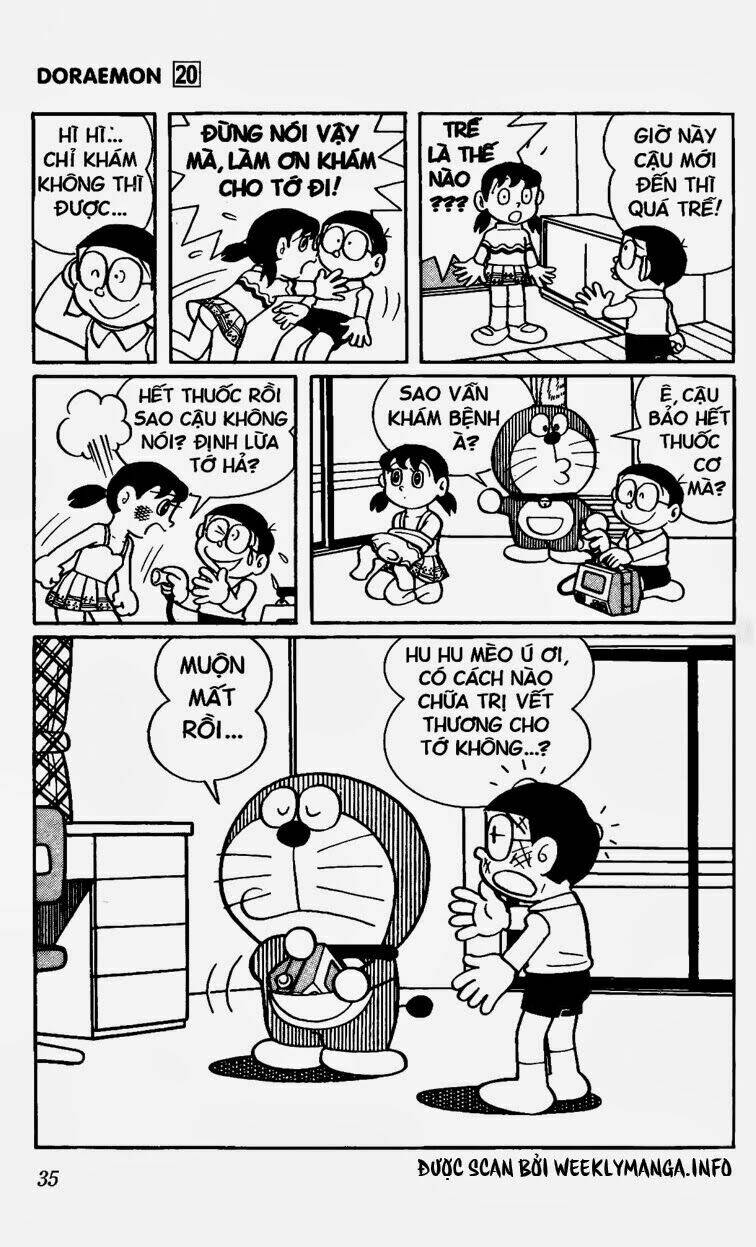 DORAEMON 20
GIỜ NÀY
CẬU MỚI
ĐẾN THÌ
QUÁ TRỄ!
TRỄ
LÀ THẾ
NÀO
???
ĐỪNG NÓI VẬY
MÀ, LÀM ƠN KHÁM
CHO TỚ ĐI!
HÌ HÌ...
CHỈ KHÁM
KHÔNG THÌ
ĐƯỢC...
Ê, CẬU
BẢO HẾT
THUỐC
CƠ
MÀ?
SAO VẪN
KHÁM BỆNH
À?
HẾT THUỐC RỒI
SAO CẬU KHÔNG
NÓI? ĐỊNH LỪA
TỚ HẢ?
HU HU MÈO Ú ƠI,
CÓ CÁCH NÀO
CHỮA TRỊ VẾT
THƯƠNG CHO
TỚ KHÔNG...?
MUỘN
MẤT
RỒI...
35
ĐƯỢC SCAN BỞI WEEKLYMANGA.INFO